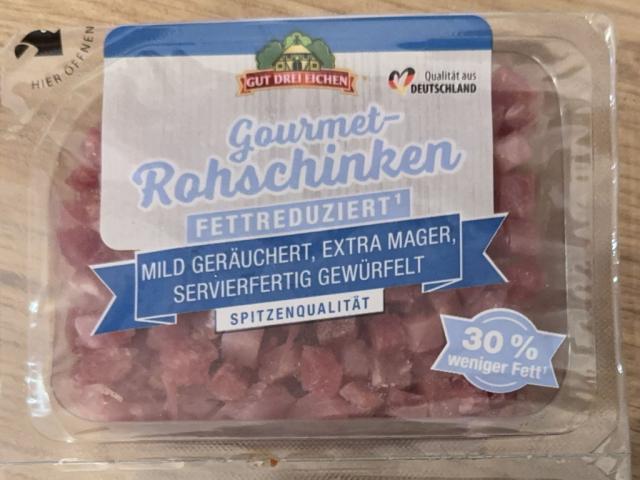 HIER ÖFFNEN
GUT DREI EICHEN
Qualität aus
DEUTSCHLAND
Gourmet-
Rohschinken
FETTREDUZIERT¹
MILD GERÄUCHERT, EXTRA MAGER,
SERVIERFERTIG GEWÜRFELT
SPITZENQUALITÄT
30 %
weniger Fett¹